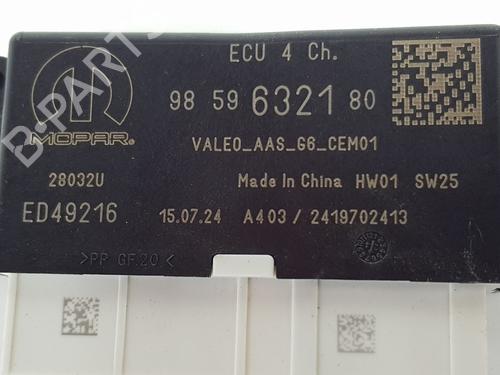 ECU 4 Ch.
98 59 6321 80
MOPAR®
VALEO_AAS_G6_CEM01
28032U
Made In China HW01 SW25
ED49216
15.07.24 A403 / 2419702413
>PP GF20<
B-PARTS